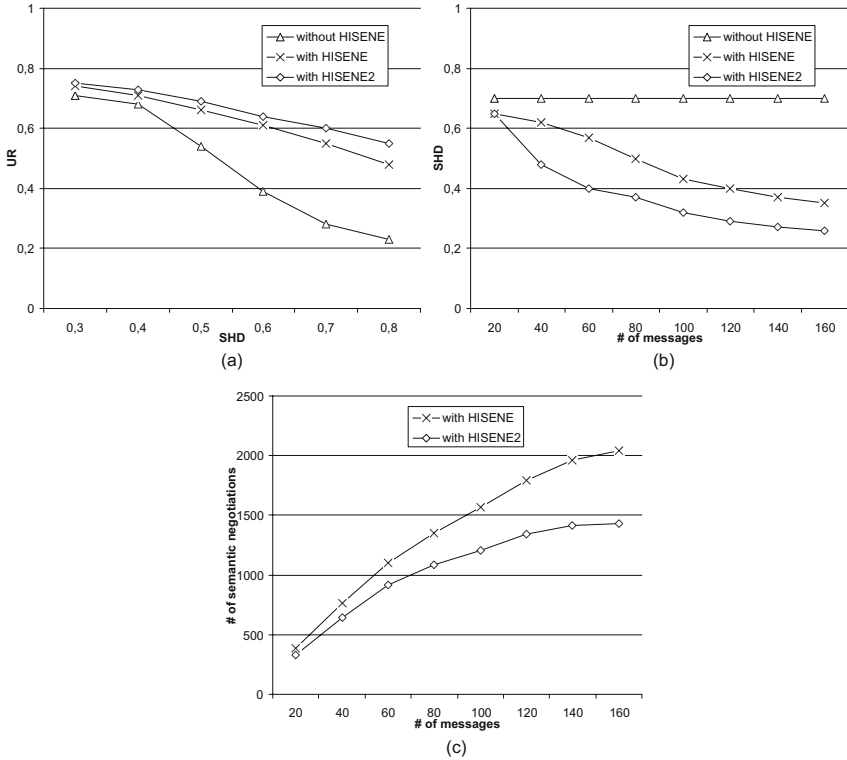 1
0,8
0,6
0,4
0,2
0
UR
without HISENE
with HISENE
with HISENE2
0,3 0,4 0,5 0,6 0,7 0,8
SHD
(a)
1
0,8
0,6
0,4
0,2
0
SHD
without HISENE
with HISENE
with HISENE2
20 40 60 80 100 120 140 160
# of messages
(b)
2500
2000
1500
1000
500
0
# of semantic negotiations
with HISENE
with HISENE2
20 40 60 80 100 120 140 160
# of messages
(c)